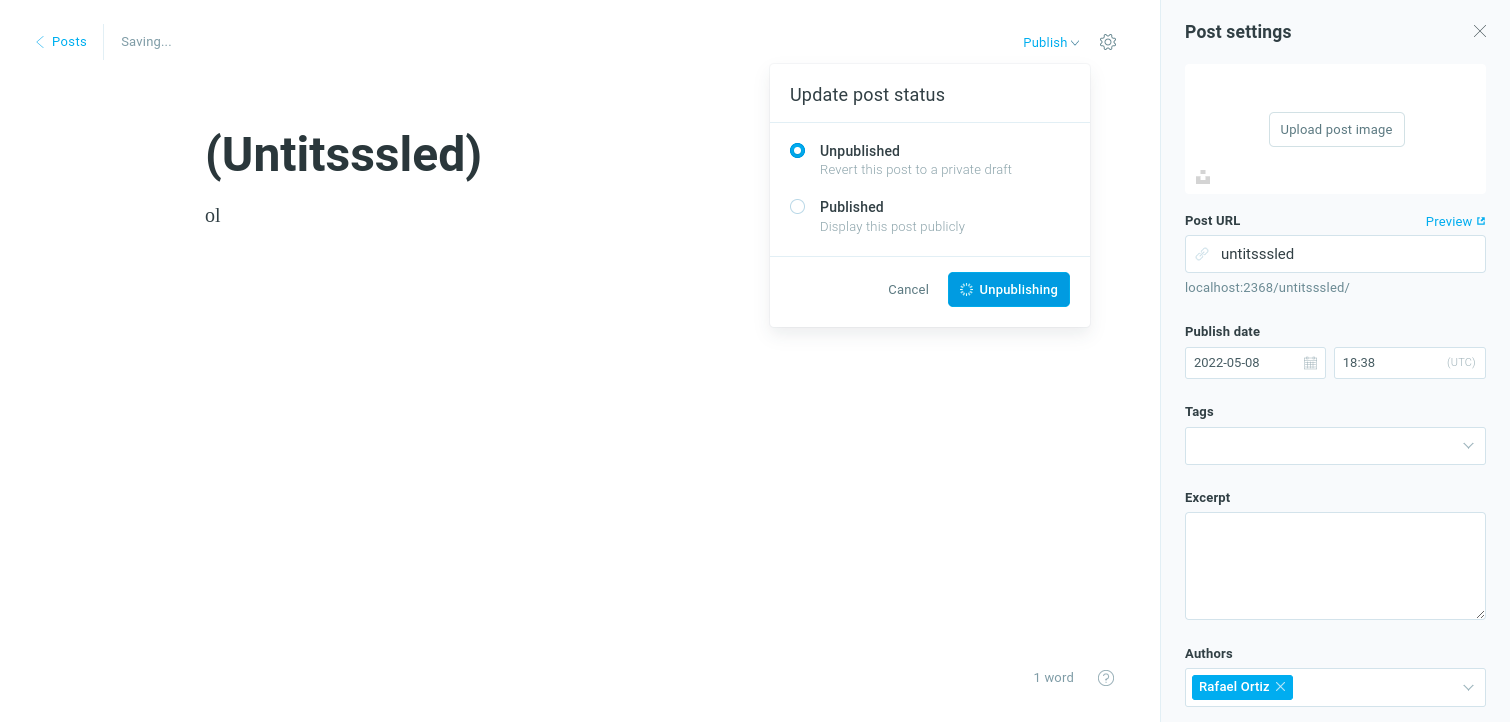 Posts
Saving...
Publish
Update post status
Unpublished
Revert this post to a private draft
Published
Display this post publicly
Cancel
Unpublishing
(Untitsssled)
ol
1 word
Post settings
Upload post image
Post URL
Preview
untitsssled
localhost:2368/untitsssled/
Publish date
2022-05-08
18:38
(UTC)
Tags
Excerpt
Authors
Rafael Ortiz